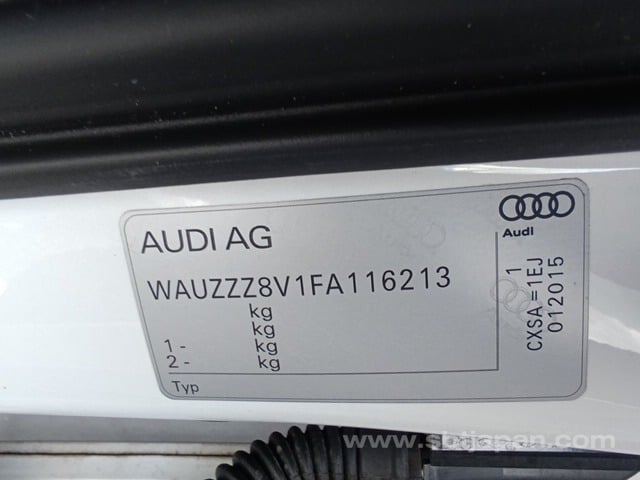 AUDI AG
WAUZZZ8V1FA116213
kg
kg
1 - kg
2 - kg
Typ
Audi
1
CXSA =1EJ
012015
www.sbtjapan.com